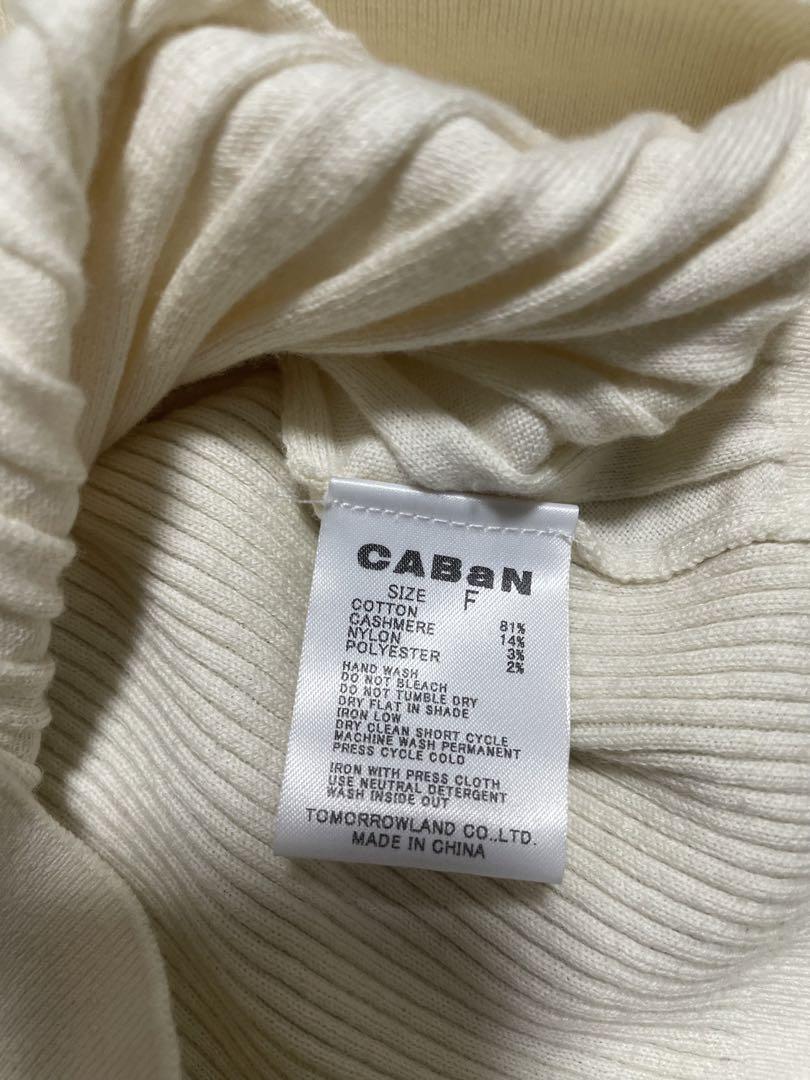 CABaN
SIZE F
COTTON 81%
CASHMERE 14%
NYLON 3%
POLYESTER 2%
HAND WASH
DO NOT BLEACH
DO NOT TUMBLE DRY
DRY FLAT IN SHADE
IRON LOW
DRY CLEAN SHORT CYCLE
MACHINE WASH PERMANENT
PRESS CYCLE COLD
IRON WITH PRESS CLOTH
USE NEUTRAL DETERGENT
WASH INSIDE OUT
TOMORROWLAND CO.,LTD.
MADE IN CHINA